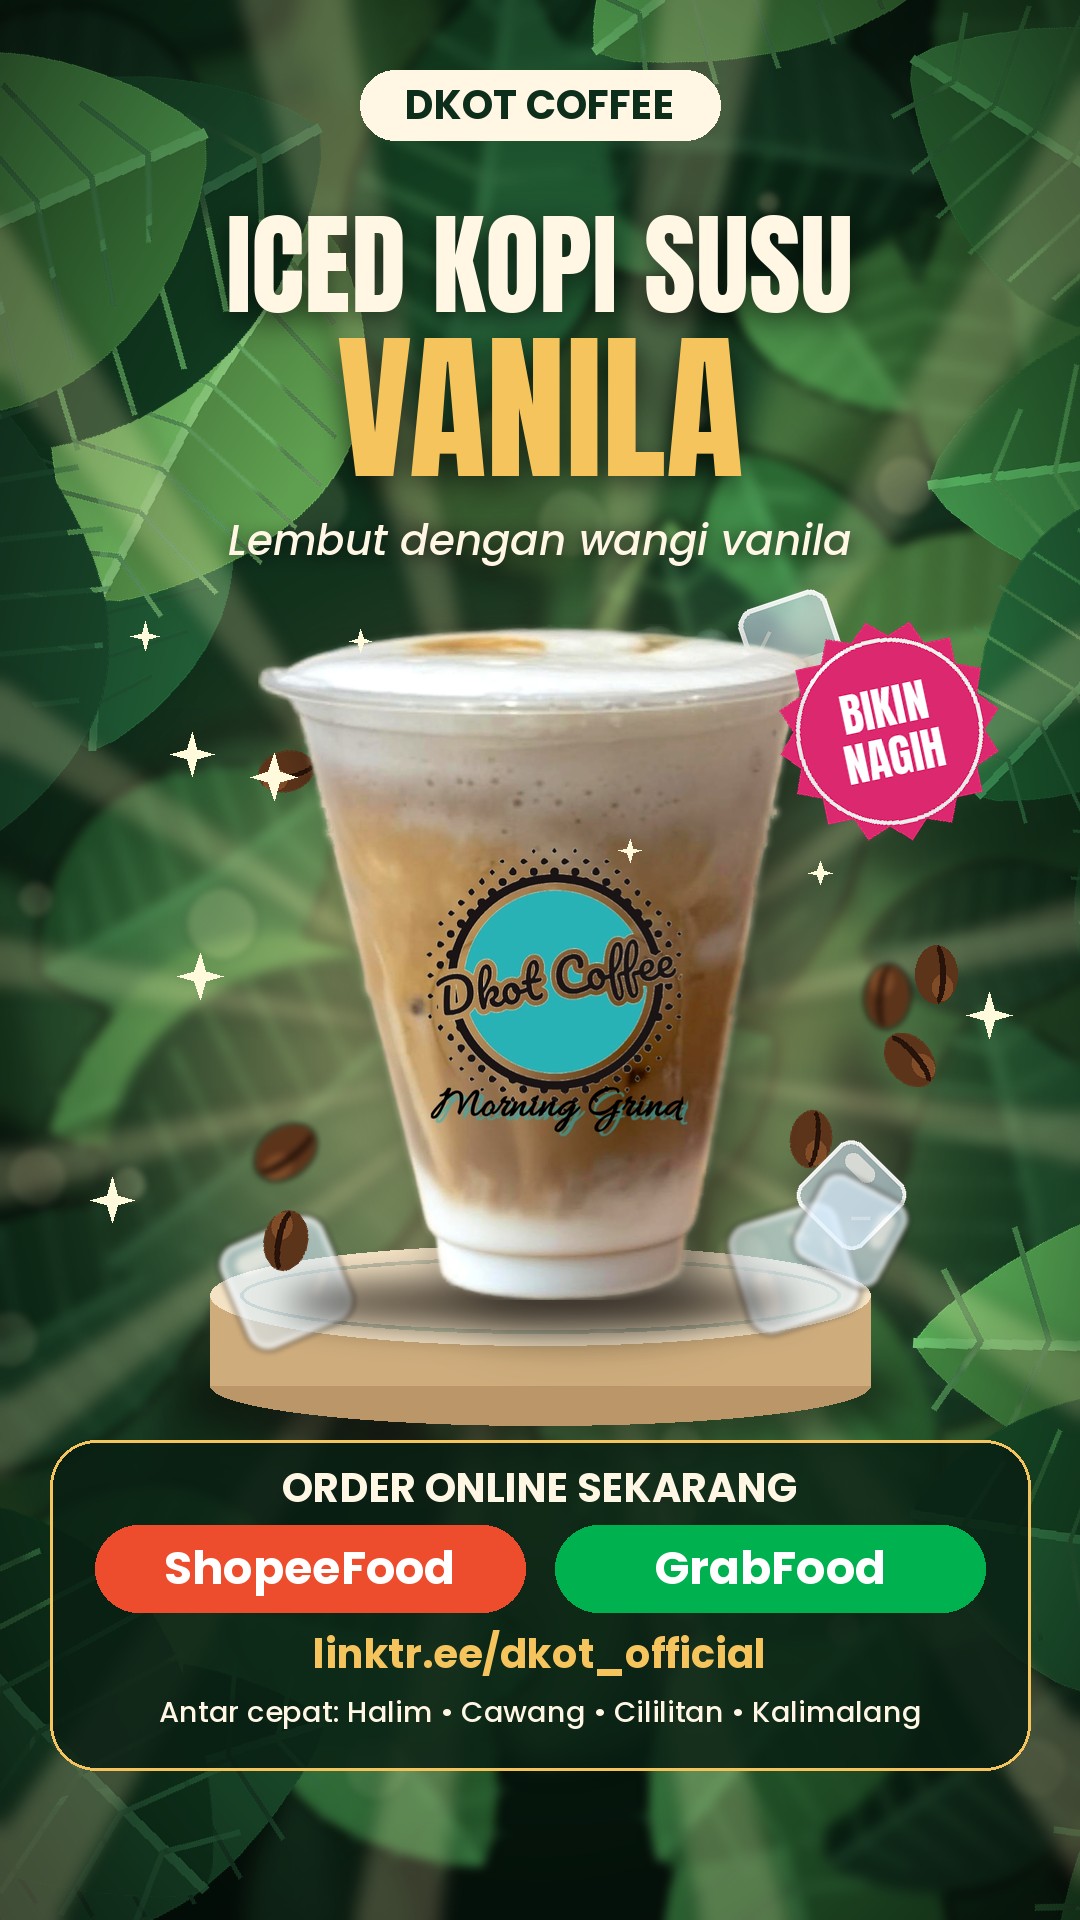 DKOT COFFEE
ICED KOPI SUSU
VANILA
Lembut dengan wangi vanila
BIKIN
NAGIH
Dkot Coffee
Morning Grind
ORDER ONLINE SEKARANG
ShopeeFood
GrabFood
linktr.ee/dkot_official
Antar cepat: Halim • Cawang • Cililitan • Kalimalang